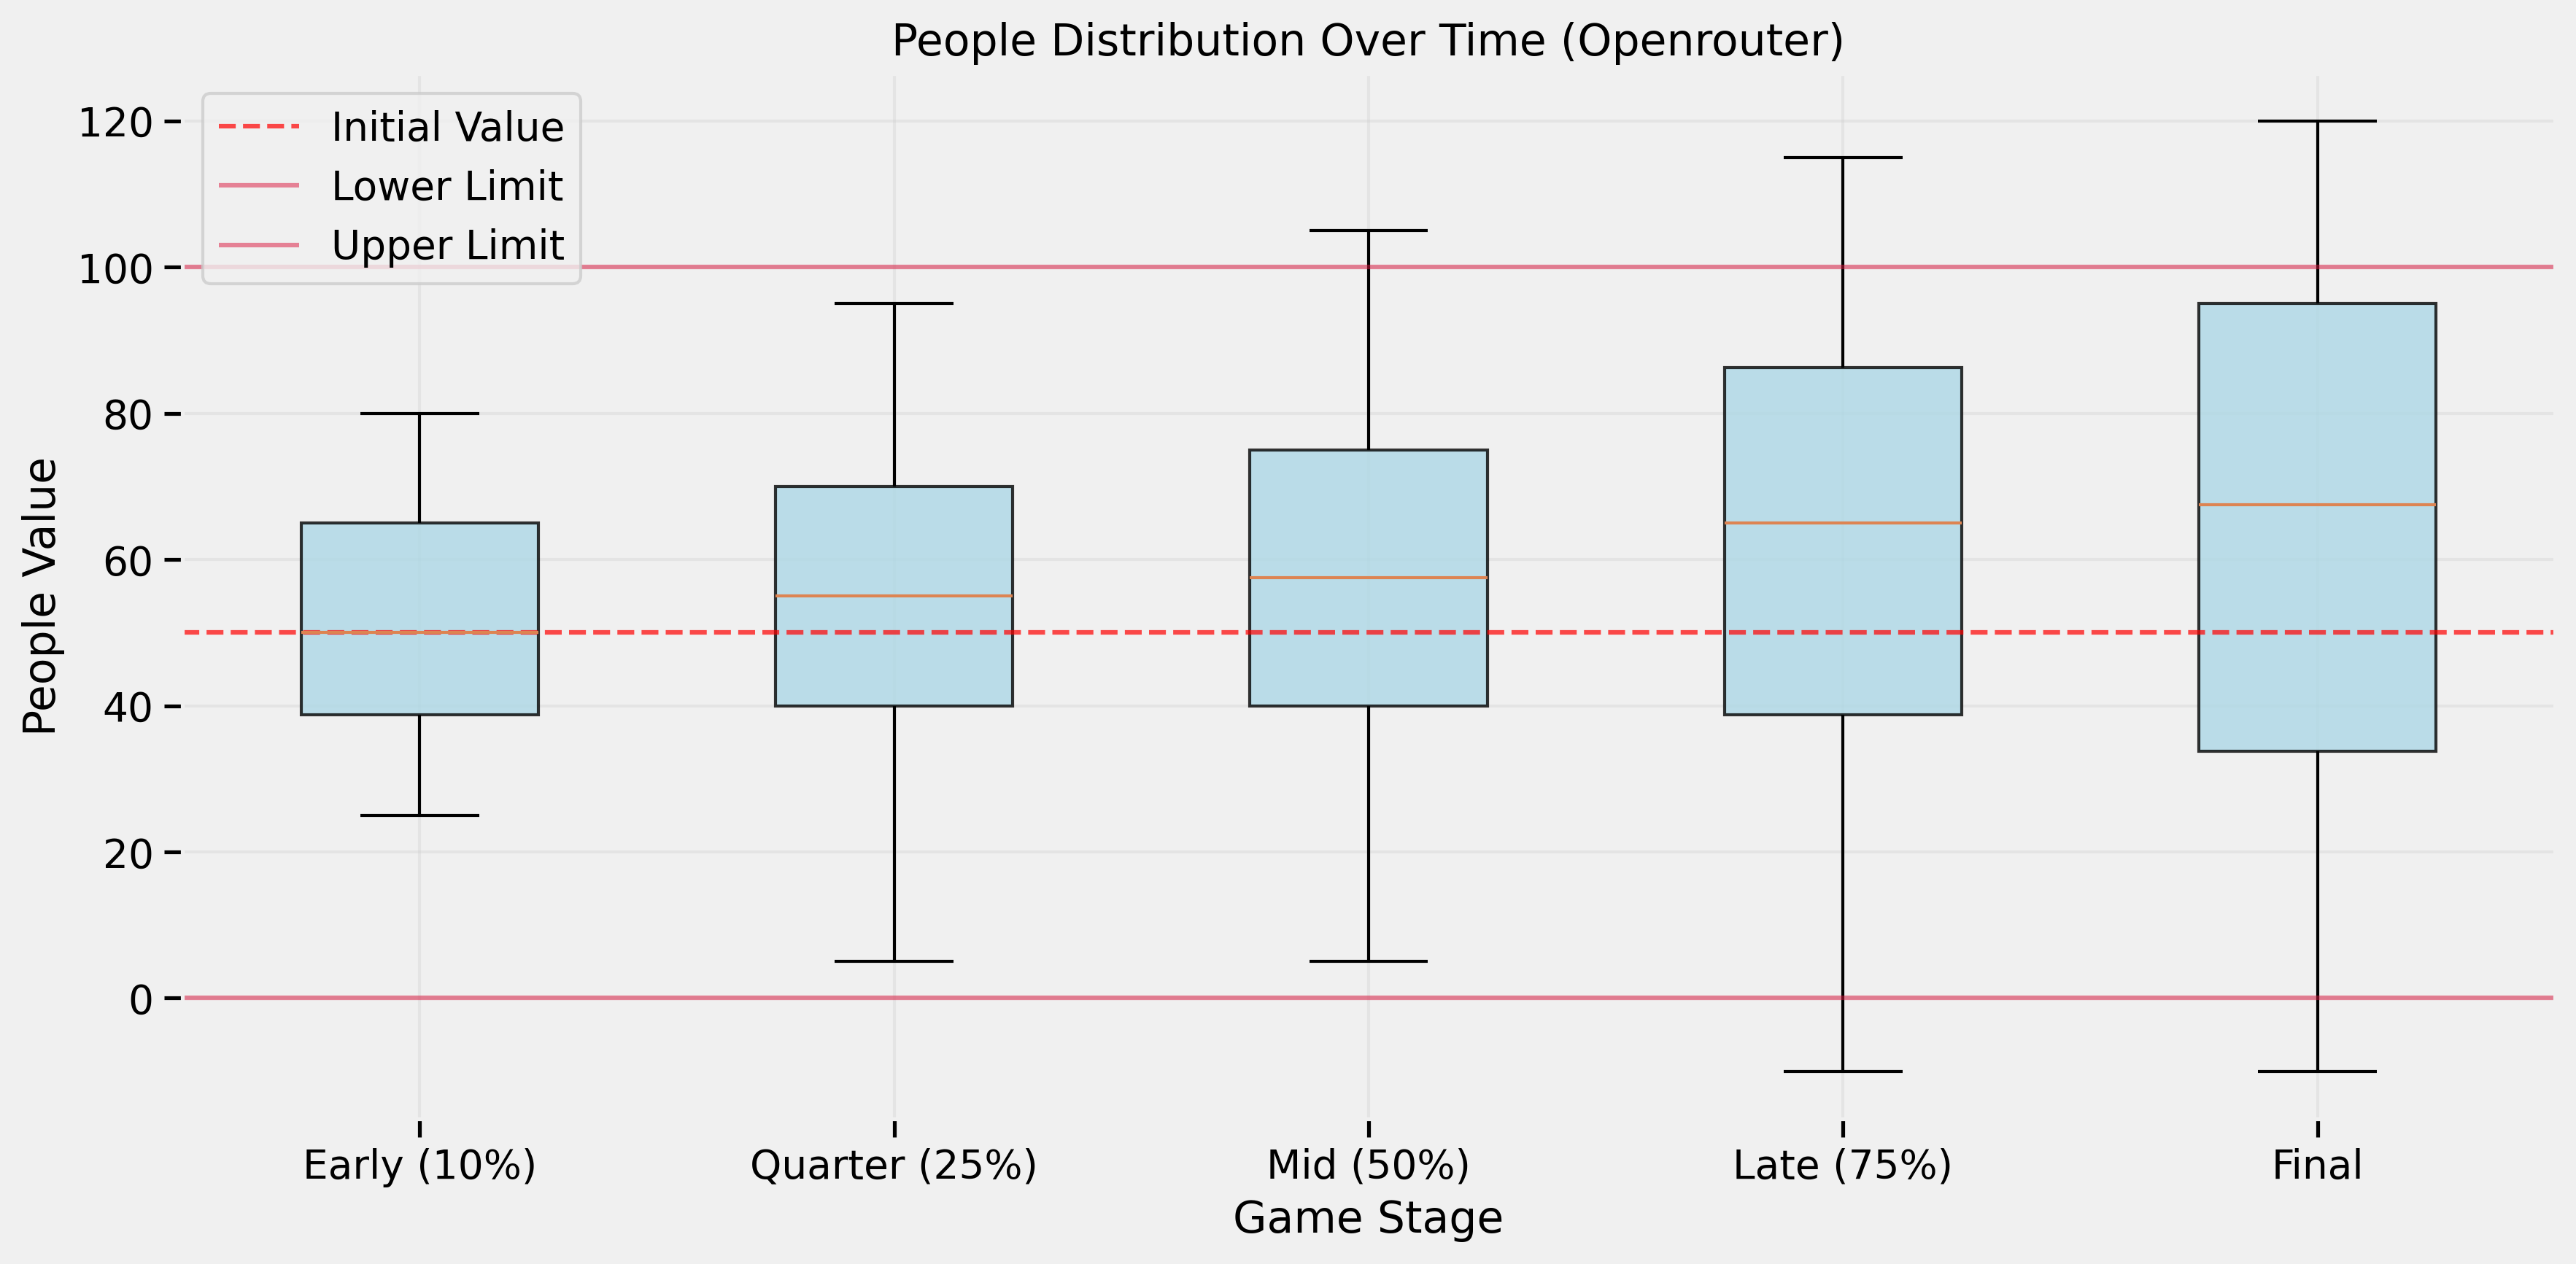 People Distribution Over Time (Openrouter)
Initial Value
Lower Limit
Upper Limit
People Value
120
100
80
60
40
20
0
Early (10%)
Quarter (25%)
Mid (50%)
Late (75%)
Final
Game Stage